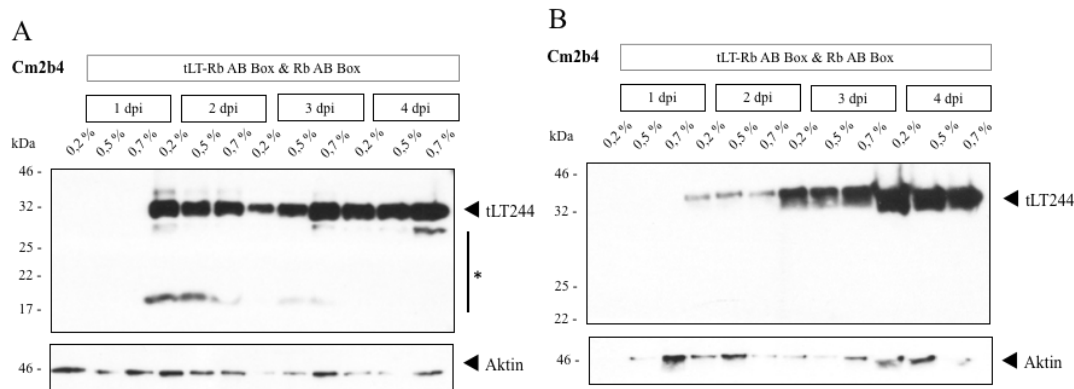 A
Cm2b4 tLT-Rb AB Box & Rb AB Box
1 dpi 2 dpi 3 dpi 4 dpi
kDa 0,2 % 0,5 % 0,7 % 0,2 % 0,5 % 0,7 % 0,2 % 0,5 % 0,7 % 0,2 % 0,5 % 0,7 %
46 -
32 - tLT244
25 -
22 - *
17 -
46 - Aktin
B
Cm2b4 tLT-Rb AB Box & Rb AB Box
1 dpi 2 dpi 3 dpi 4 dpi
kDa 0,2 % 0,5 % 0,7 % 0,2 % 0,5 % 0,7 % 0,2 % 0,5 % 0,7 % 0,2 % 0,5 % 0,7 %
46 -
32 - tLT244
25 -
22 -
46 - Aktin